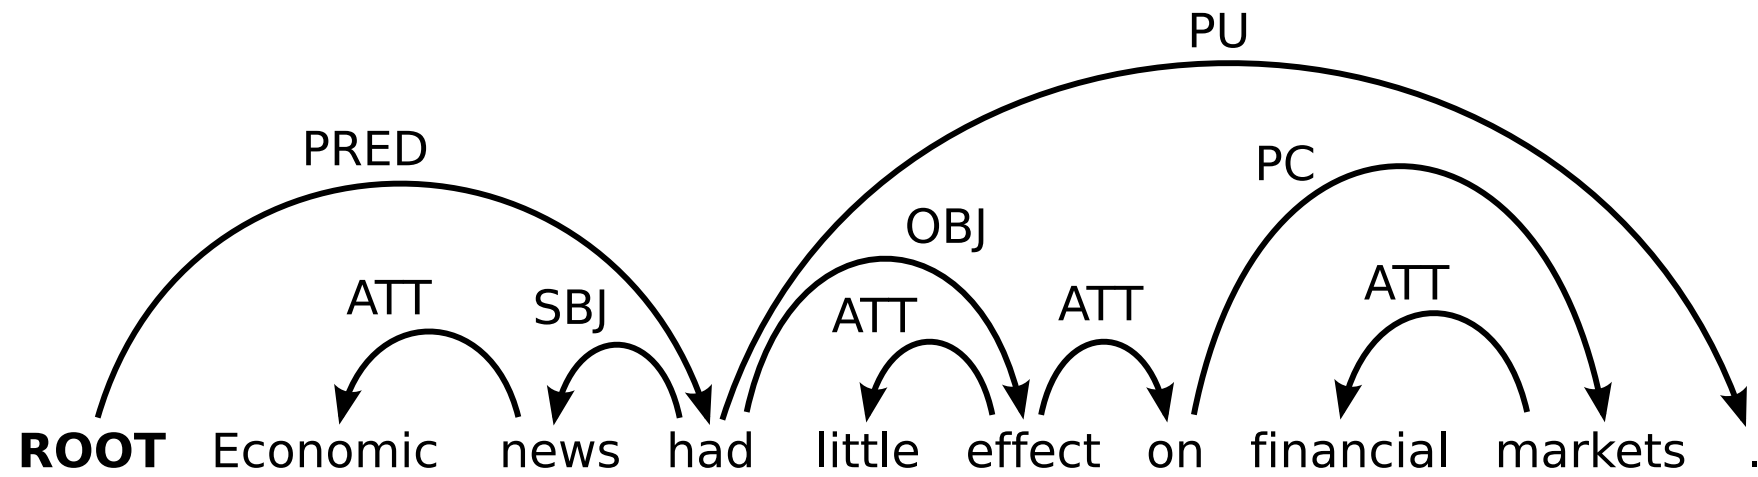 PU
PRED
PC
OBJ
ATT
SBJ
ATT
ATT
ATT
ROOT Economic news had little effect on financial markets .